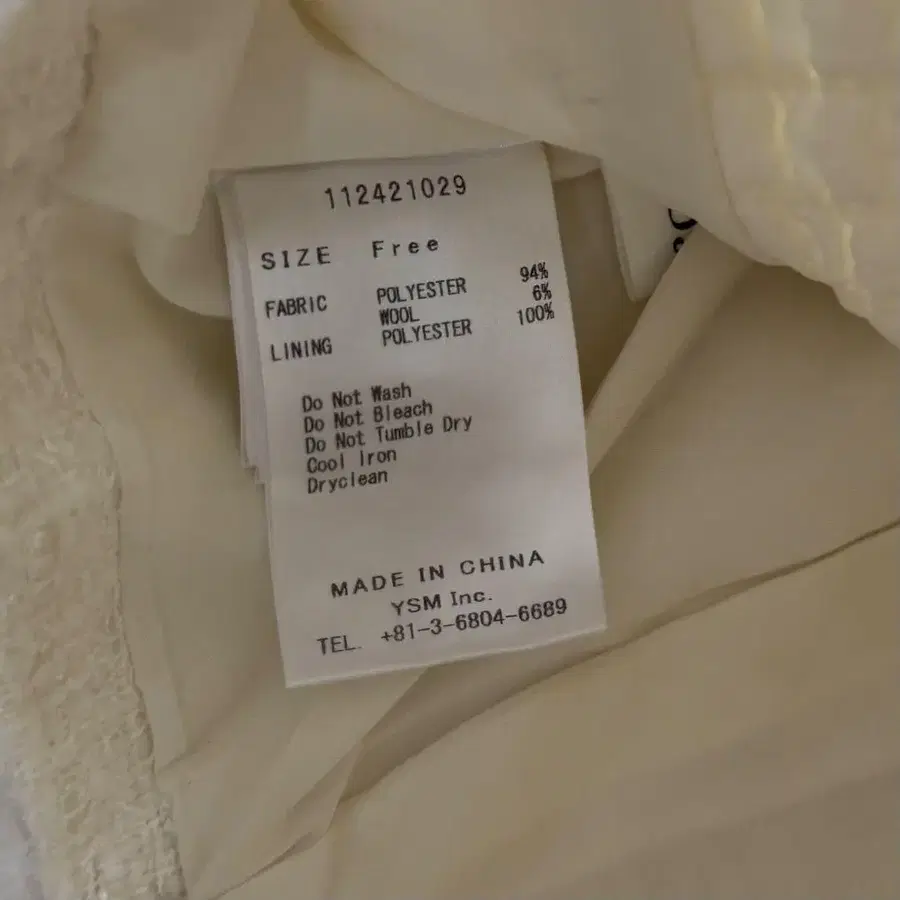 112421029
SIZE Free
FABRIC POLYESTER 94%
WOOL 6%
LINING POLYESTER 100%
Do Not Wash
Do Not Bleach
Do Not Tumble Dry
Cool Iron
Dryclean
MADE IN CHINA
YSM Inc.
TEL. +81-3-6804-6689